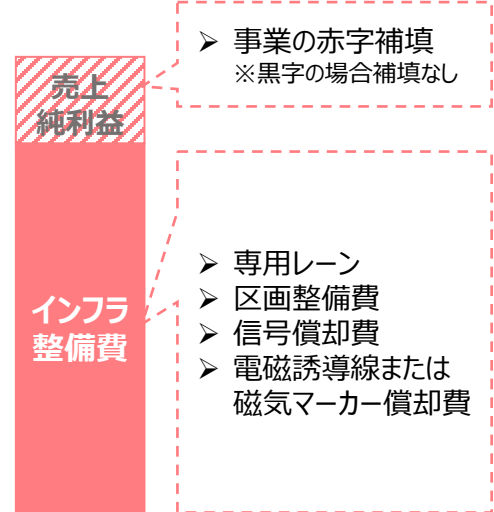 ➢ 事業の赤字補填
※黒字の場合補填なし
売上
純利益
➢ 専用レーン
➢ 区画整備費
➢ 信号償却費
➢ 電磁誘導線または
磁気マーカー償却費
インフラ
整備費